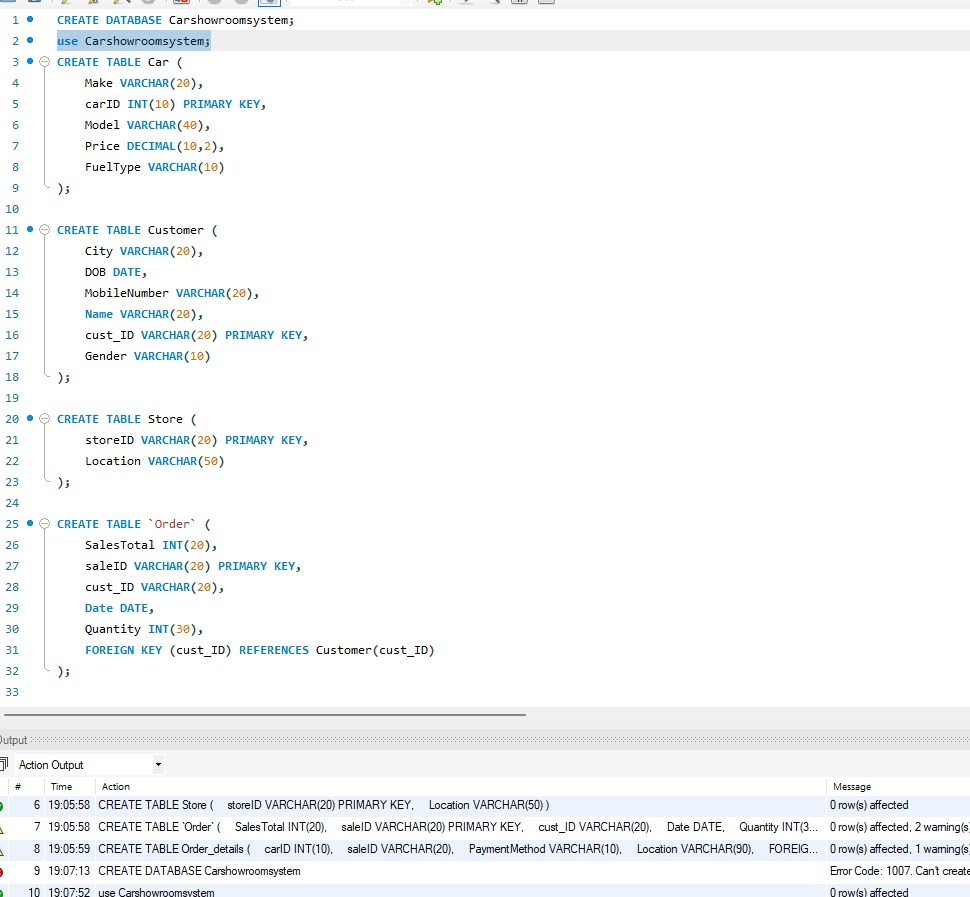 1 CREATE DATABASE Carshowroomsystem;
2 use Carshowroomsystem;
3 CREATE TABLE Car (
4 Make VARCHAR(20),
5 carID INT(10) PRIMARY KEY,
6 Model VARCHAR(40),
7 Price DECIMAL(10,2),
8 FuelType VARCHAR(10)
9 );
10
11 CREATE TABLE Customer (
12 City VARCHAR(20),
13 DOB DATE,
14 MobileNumber VARCHAR(20),
15 Name VARCHAR(20),
16 cust_ID VARCHAR(20) PRIMARY KEY,
17 Gender VARCHAR(10)
18 );
19
20 CREATE TABLE Store (
21 storeID VARCHAR(20) PRIMARY KEY,
22 Location VARCHAR(50)
23 );
24
25 CREATE TABLE `Order` (
26 SalesTotal INT(20),
27 saleID VARCHAR(20) PRIMARY KEY,
28 cust_ID VARCHAR(20),
29 Date DATE,
30 Quantity INT(30),
31 FOREIGN KEY (cust_ID) REFERENCES Customer(cust_ID)
32 );
33
Output
Action Output
# Time Action Message
6 19:05:58 CREATE TABLE Store ( storeID VARCHAR(20) PRIMARY KEY, Location VARCHAR(50) ) 0 row(s) affected
7 19:05:58 CREATE TABLE `Order` ( SalesTotal INT(20), saleID VARCHAR(20) PRIMARY KEY, cust_ID VARCHAR(20), Date DATE, Quantity INT(3... 0 row(s) affected, 2 warning(s)
8 19:05:59 CREATE TABLE Order_details ( carID INT(10), saleID VARCHAR(20), PaymentMethod VARCHAR(10), Location VARCHAR(90), FOREIG... 0 row(s) affected, 1 warning(s)
9 19:07:13 CREATE DATABASE Carshowroomsystem Error Code: 1007. Can't create
10 19:07:52 use Carshowroomsystem 0 row(s) affected